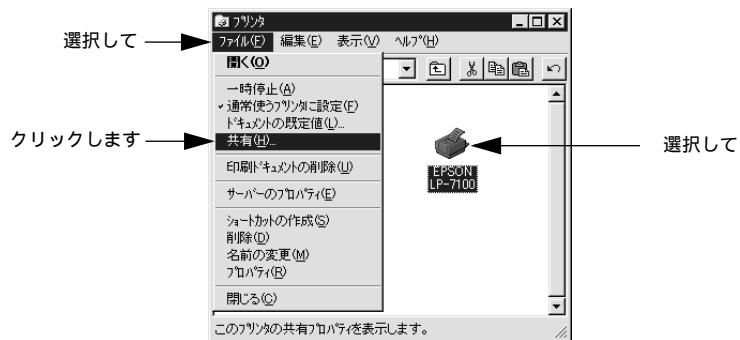 プリンタ
選択して
ファイル(F) 編集(E) 表示(V) ヘルプ(H)
開く(O)
一時停止(A)
通常使うプリンタに設定(F)
ドキュメントの既定値(L)...
クリックします
共有(H)...
印刷ドキュメントの削除(U)
サーバーのプロパティ(E)
ショートカットの作成(S)
削除(D)
名前の変更(M)
プロパティ(R)
閉じる(C)
EPSON
LP-7100
選択して
このプリンタの共有プロパティを表示します。